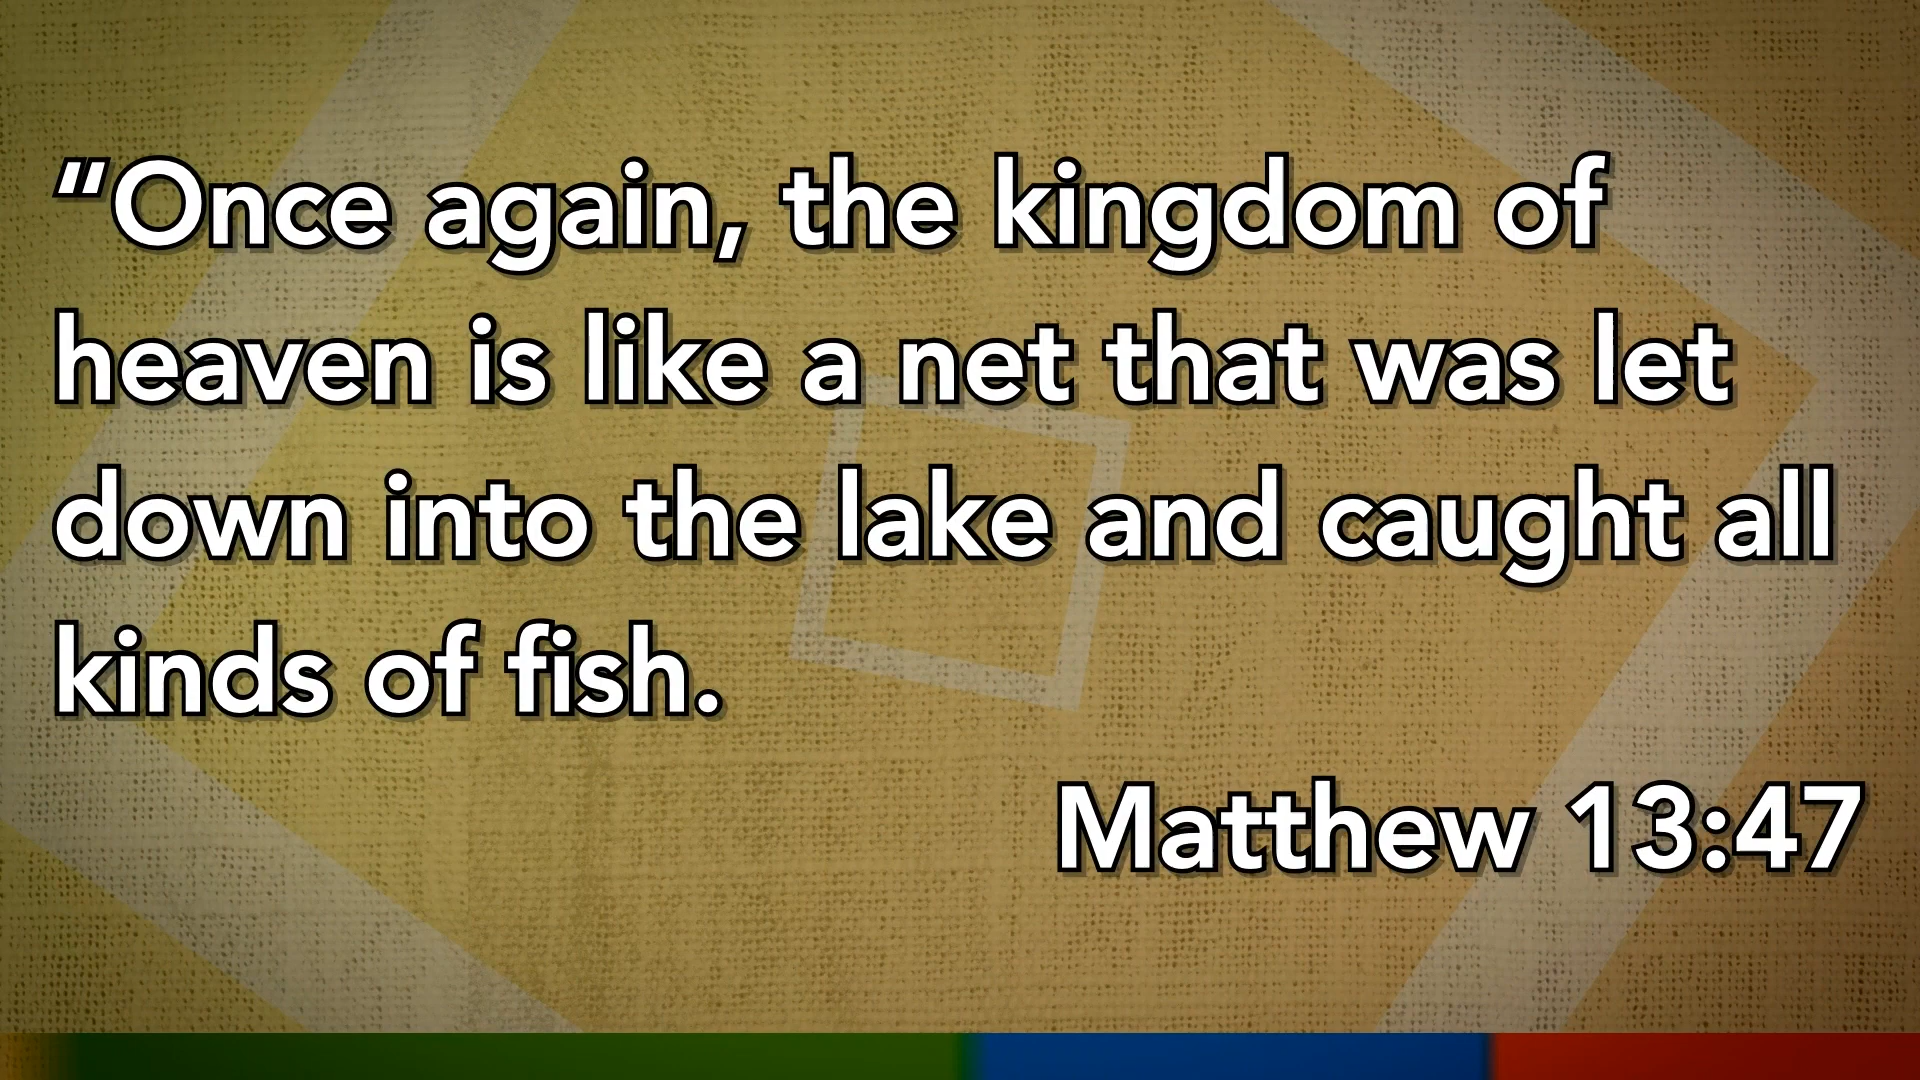 “Once again, the kingdom of
heaven is like a net that was let
down into the lake and caught all
kinds of fish.
Matthew 13:47